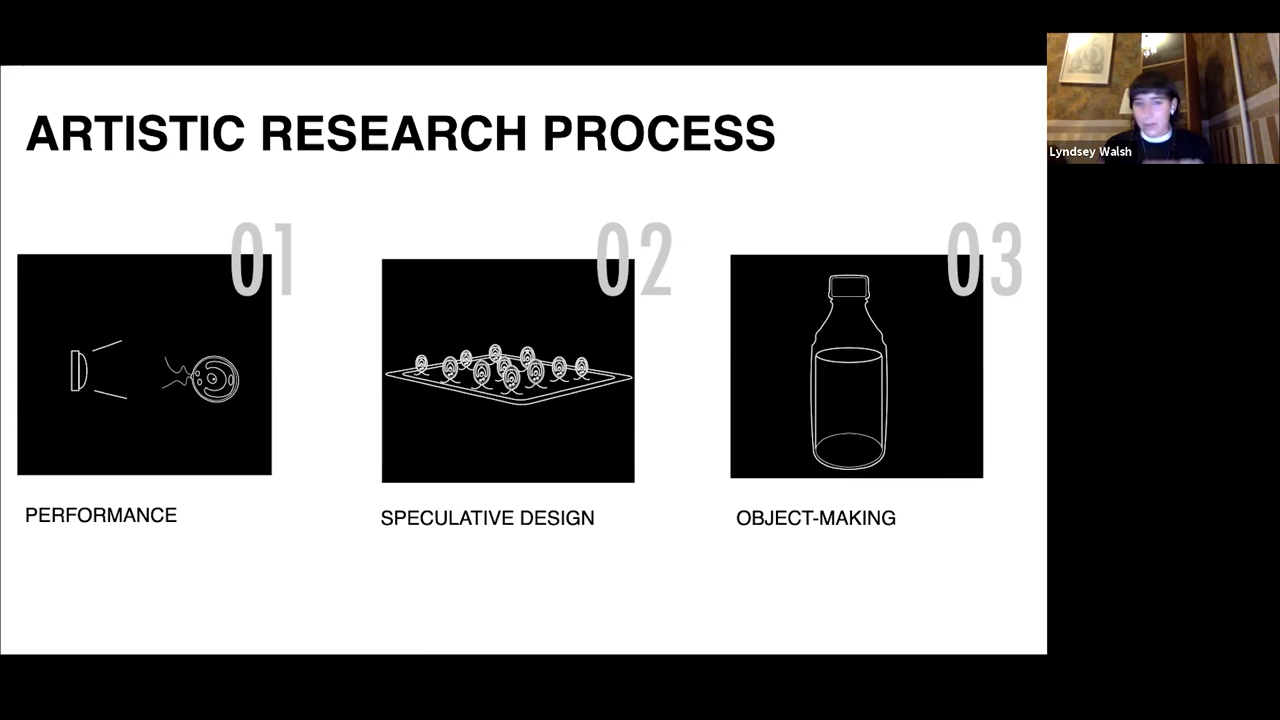 ARTISTIC RESEARCH PROCESS
01
02
03
PERFORMANCE
SPECULATIVE DESIGN
OBJECT-MAKING
Lyndsey Walsh